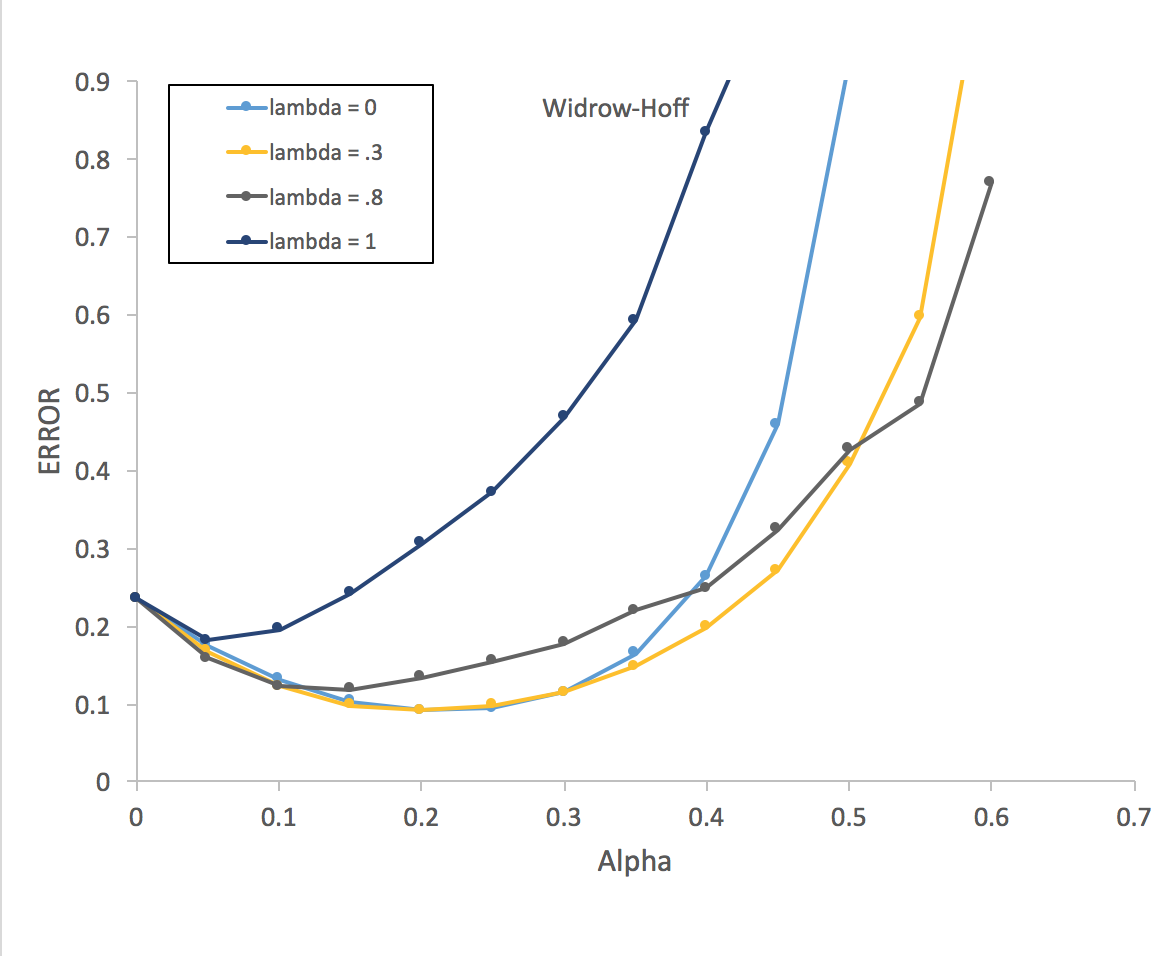 0.9
0.8
0.7
0.6
0.5
0.4
0.3
0.2
0.1
0
ERROR
lambda = 0
lambda = .3
lambda = .8
lambda = 1
Widrow-Hoff
0 0.1 0.2 0.3 0.4 0.5 0.6 0.7
Alpha